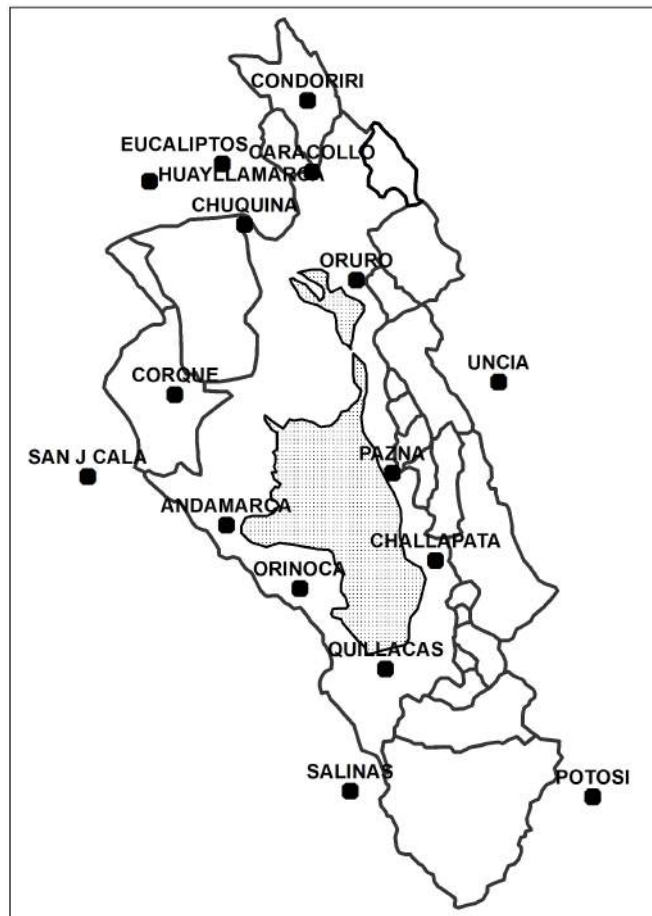 CONDORIRI
EUCALIPTOS
CARACOLLO
HUAYLLAMARCA
CHUQUINA
ORURO
UNCIA
CORQUE
SAN J CALA
PAZNA
ANDAMARCA
CHALLAPATA
ORINOCA
QUILLACAS
SALINAS
POTOSI